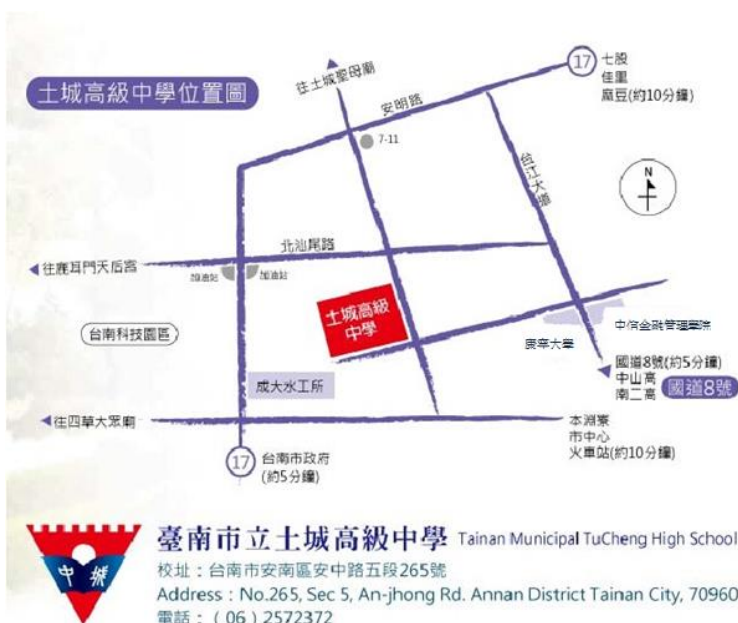 土城高級中學位置圖
往土城聖母廟
17
七股
佳里
麻豆(約10分鐘)
安明路
7-11
台江大道
N
北汕尾路
往鹿耳門天后宮
加油站
加油站
土城高級
中學
台南科技園區
中信金融管理學院
康寧大學
國道8號(約5分鐘)
中山高
南二高
國道8號
成大水工所
往四草大眾廟
本淵寮
市中心
火車站(約10分鐘)
17
台南市政府
(約5分鐘)
中城
臺南市立土城高級中學 Tainan Municipal TuCheng High School
校址：台南市安南區安中路五段265號
Address : No.265, Sec 5, An-jhong Rd. Annan District Tainan City, 70960
電話：( 06 ) 2572372